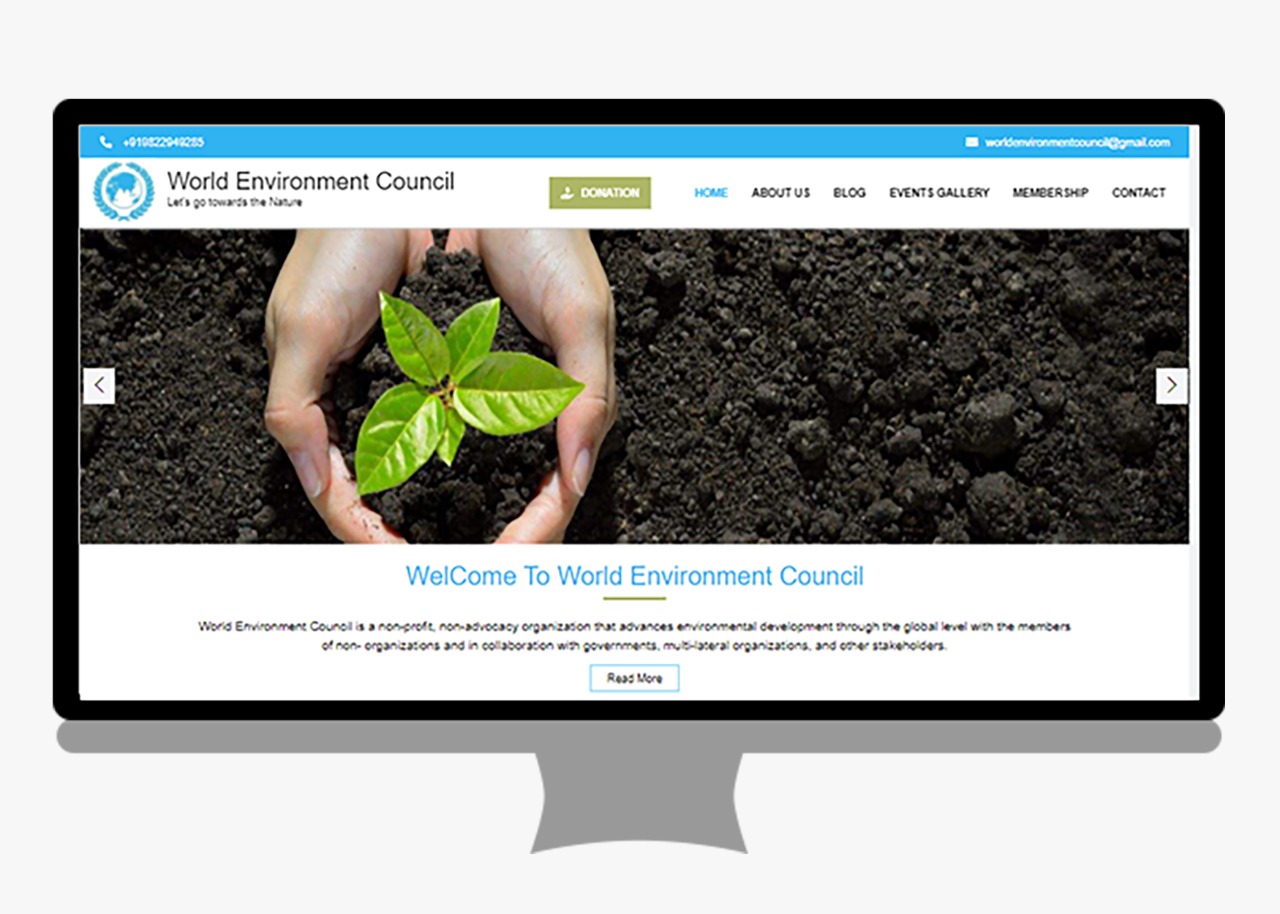 +919822949285
worldenvironmentcouncil@gmail.com
World Environment Council
Let's go towards the Nature
DONATION
HOME ABOUT US BLOG EVENTS GALLERY MEMBERSHIP CONTACT
WelCome To World Environment Council
World Environment Council is a non-profit, non-advocacy organization that advances environmental development through the global level with the members
of non- organizations and in collaboration with governments, multi-lateral organizations, and other stakeholders.
Read More